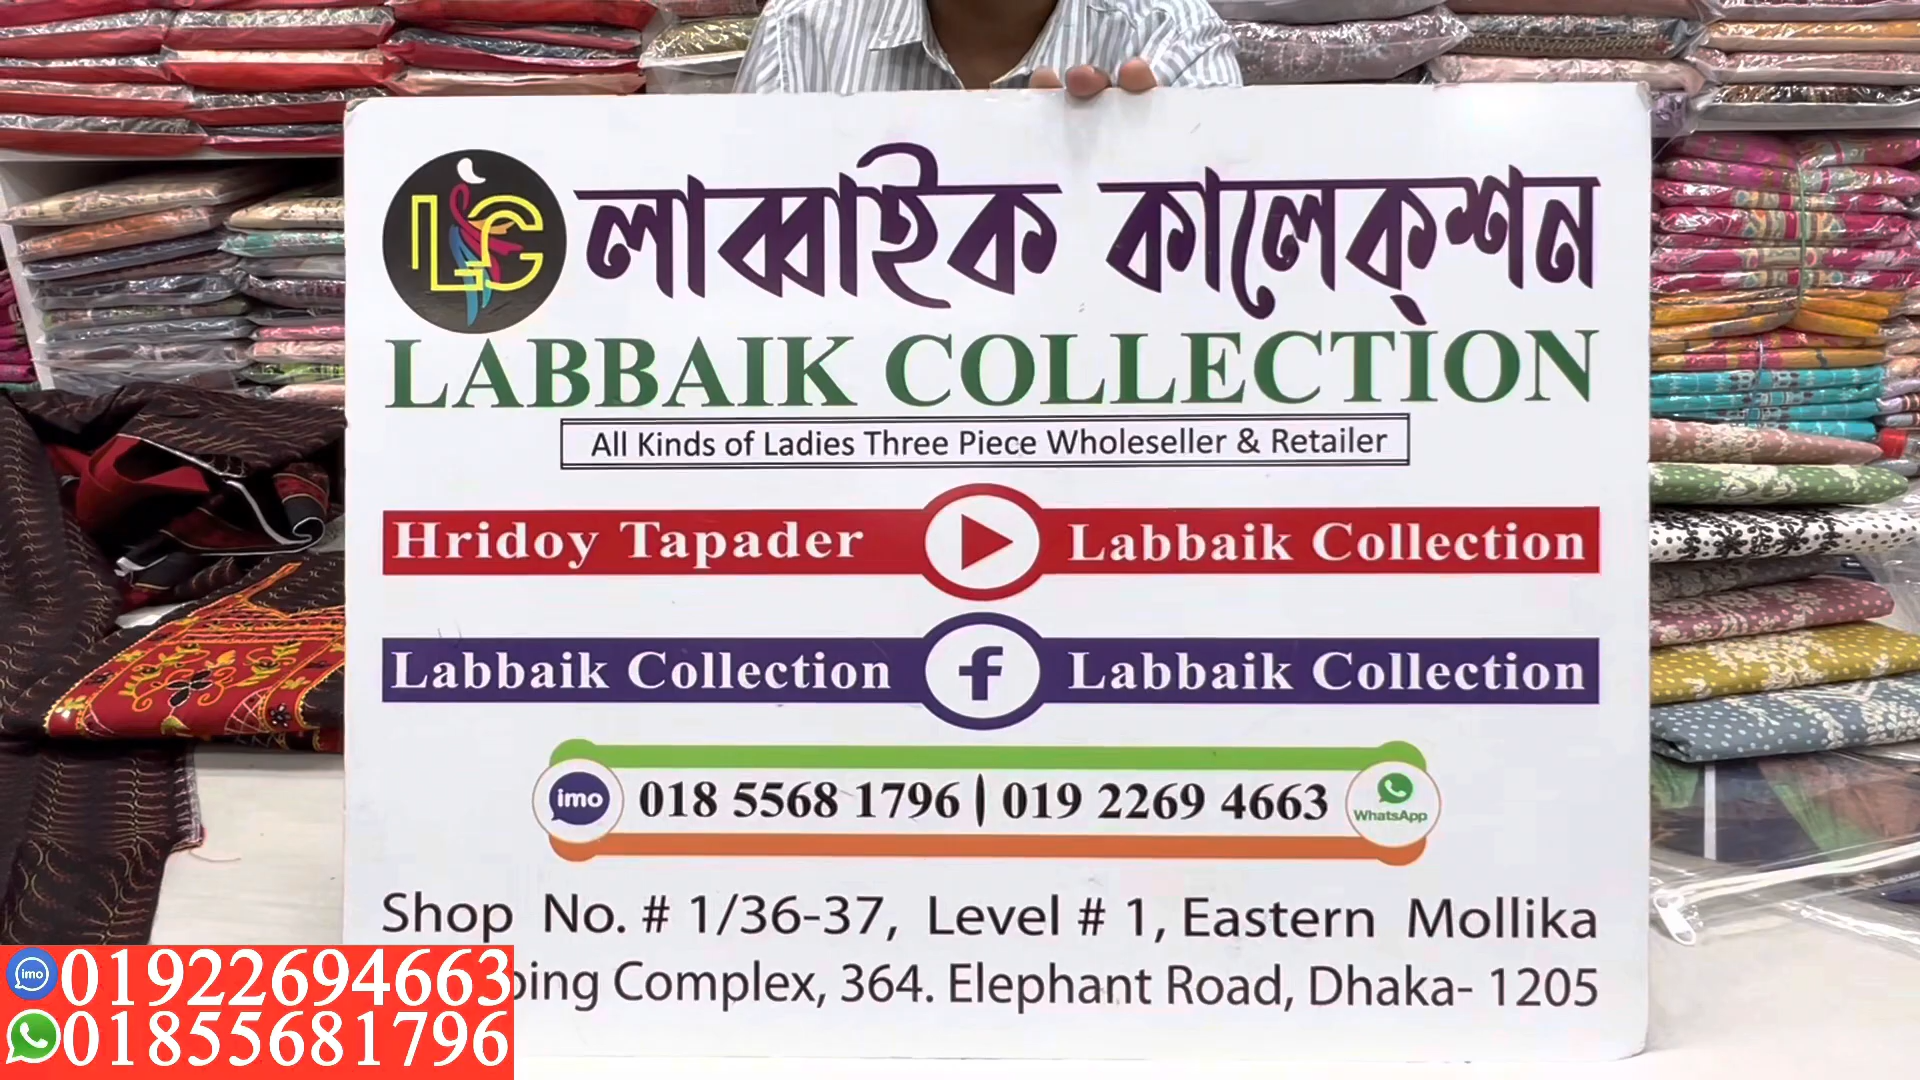 LC
লাব্বাইক কালেক্শন
LABBAIK COLLECTION
All Kinds of Ladies Three Piece Wholeseller & Retailer
Hridoy Tapader Labbaik Collection
Labbaik Collection f Labbaik Collection
imo 018 5568 1796 | 019 2269 4663 WhatsApp
Shop No. # 1/36-37, Level # 1, Eastern Mollika
Complex, 364. Elephant Road, Dhaka- 1205
imo 01922694663
01855681796